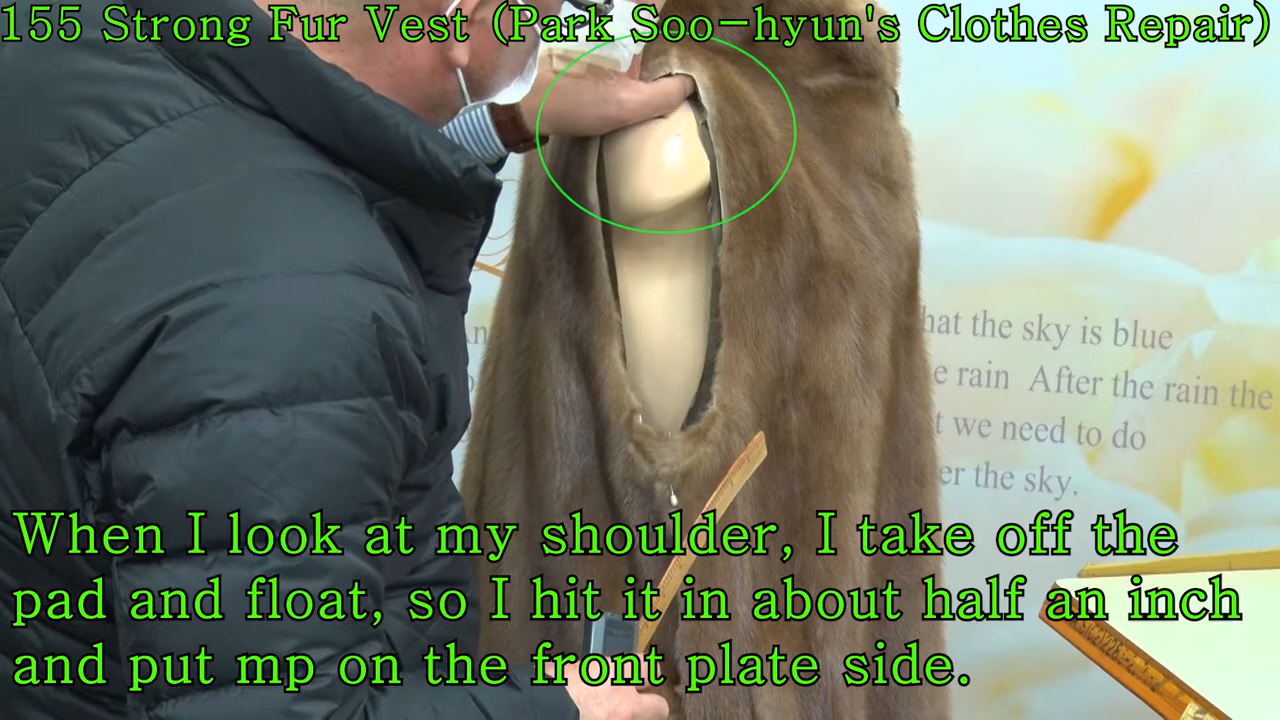 155 Strong Fur Vest (Park Soo-hyun's Clothes Repair)
hat the sky is blue
e rain After the rain the
t we need to do
er the sky.
When I look at my shoulder, I take off the
pad and float, so I hit it in about half an inch
and put mp on the front plate side.